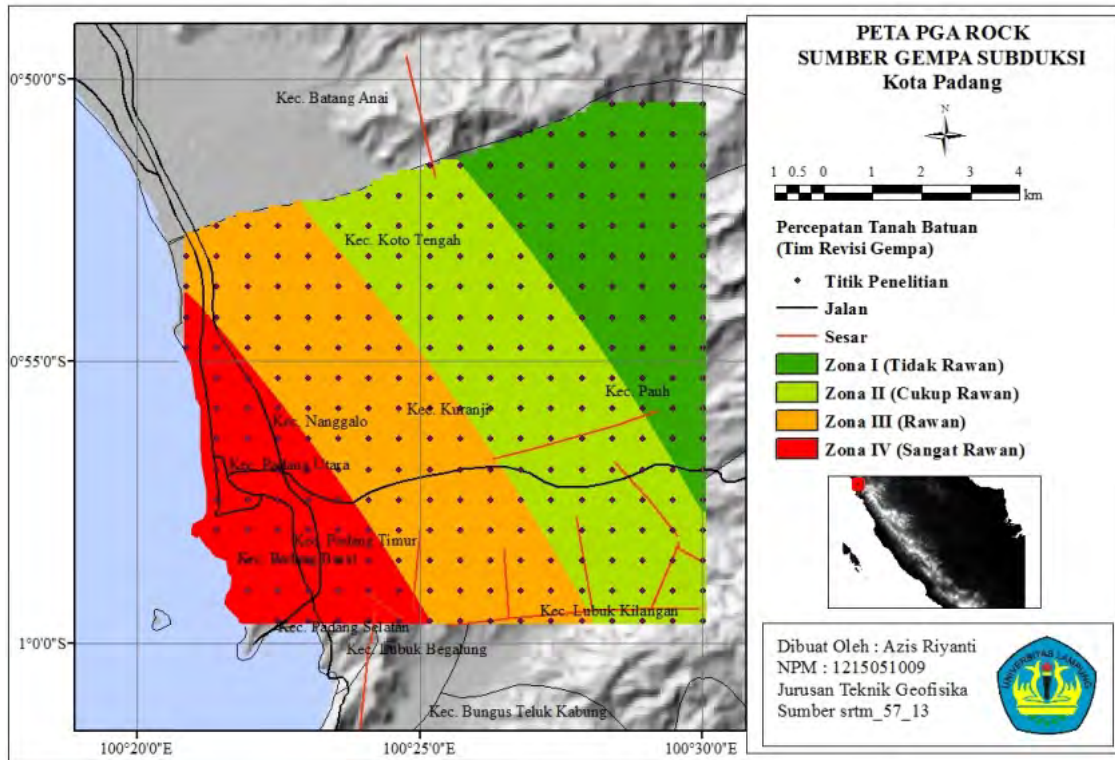 PETA PGA ROCK
SUMBER GEMPA SUBDUKSI
Kota Padang
N
1 0.5 0 1 2 3 4
km
Percepatan Tanah Batuan
(Tim Revisi Gempa)
Titik Penelitian
Jalan
Sesar
Zona I (Tidak Rawan)
Zona II (Cukup Rawan)
Zona III (Rawan)
Zona IV (Sangat Rawan)
Dibuat Oleh : Azis Riyanti
NPM : 1215051009
Jurusan Teknik Geofisika
Sumber srtm_57_13
UNIVERSITAS LAMPUNG
0°50'0"S
0°55'0"S
1°0'0"S
100°20'0"E
100°25'0"E
100°30'0"E
Kec. Batang Anai
Kec. Koto Tengah
Kec. Pauh
Kec. Kuranji
Kec. Nanggalo
Kec. Padang Utara
Kec. Padang Timur
Kec. Padang Barat
Kec. Lubuk Kilangan
Kec. Padang Selatan
Kec. Lubuk Begalung
Kec. Bungus Teluk Kabung